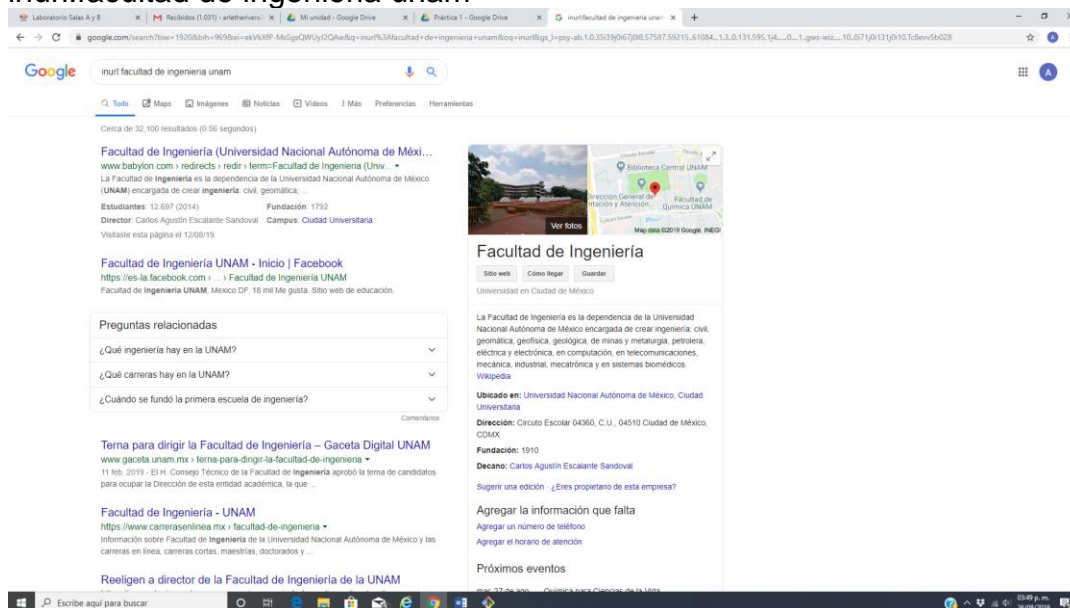 inurl:facultad de ingeniería unam
Laboratorio Salas A y B
Recibidos (1.031) - arletherivera
Mi unidad - Google Drive
Práctica 1 - Google Drive
inurl:facultad de ingenieria unam
google.com/search?
Google
inurl:facultad de ingenieria unam
A
Todo Maps Imágenes Noticias Vídeos Más Preferencias Herramientas
Cerca de 32,100 resultados (0.56 segundos)
Facultad de Ingeniería (Universidad Nacional Autónoma de Méxi...
www.babylon.com › redirects › redir › term=Facultad de Ingenieria (Univ...
La Facultad de Ingeniería es la dependencia de la Universidad Nacional Autónoma de México
(UNAM) encargada de crear ingeniería: civil, geomática, ...
Estudiantes: 12.697 (2014) Fundación: 1792
Director: Carlos Agustín Escalante Sandoval Campus: Ciudad Universitaria
Visitaste esta página el 12/08/19.
Facultad de Ingeniería UNAM - Inicio | Facebook
https://es-la.facebook.com › ... › Facultad de Ingeniería UNAM
Facultad de Ingeniería UNAM, Mexico DF. 18 mil Me gusta. Sitio web de educación.
Preguntas relacionadas
¿Qué ingeniería hay en la UNAM?
¿Qué carreras hay en la UNAM?
¿Cuándo se fundó la primera escuela de ingeniería?
Comentarios
Terna para dirigir la Facultad de Ingeniería – Gaceta Digital UNAM
www.gaceta.unam.mx › terna-para-dirigir-la-facultad-de-ingenieria
11 feb. 2019 - El H. Consejo Técnico de la Facultad de Ingeniería aprobó la terna de candidatos
para ocupar la Dirección de esta entidad académica, la que ...
Facultad de Ingeniería - UNAM
https://www.carrerasenlinea.mx › facultad-de-ingenieria
Información sobre Facultad de Ingeniería de la Universidad Nacional Autónoma de México y las
carreras en línea, carreras cortas, maestrías, doctorados y ...
Reeligen a director de la Facultad de Ingeniería de la UNAM
Ver fotos
Biblioteca Central UNAM
Dirección General de
Atención...
Facultad de
Química UNAM
Map data ©2019 Google, INEGI
Facultad de Ingeniería
Sitio web Cómo llegar Guardar
Universidad en Ciudad de México
La Facultad de Ingeniería es la dependencia de la Universidad
Nacional Autónoma de México encargada de crear ingeniería: civil,
geomática, geofísica, geológica, de minas y metalurgia, petrolera,
eléctrica y electrónica, en computación, en telecomunicaciones,
mecánica, industrial, mecatrónica y en sistemas biomédicos.
Wikipedia
Ubicado en: Universidad Nacional Autónoma de México, Ciudad
Universitaria
Dirección: Circuito Escolar 04360, C.U., 04510 Ciudad de México,
CDMX
Fundación: 1910
Decano: Carlos Agustín Escalante Sandoval
Sugerir una edición · ¿Eres propietario de esta empresa?
Agregar la información que falta
Agregar un número de teléfono
Agregar el horario de atención
Próximos eventos
mar. 27 de ago. Química para Ciencias de la Vida
Escribe aquí para buscar
03:49 p. m.
26/08/2019